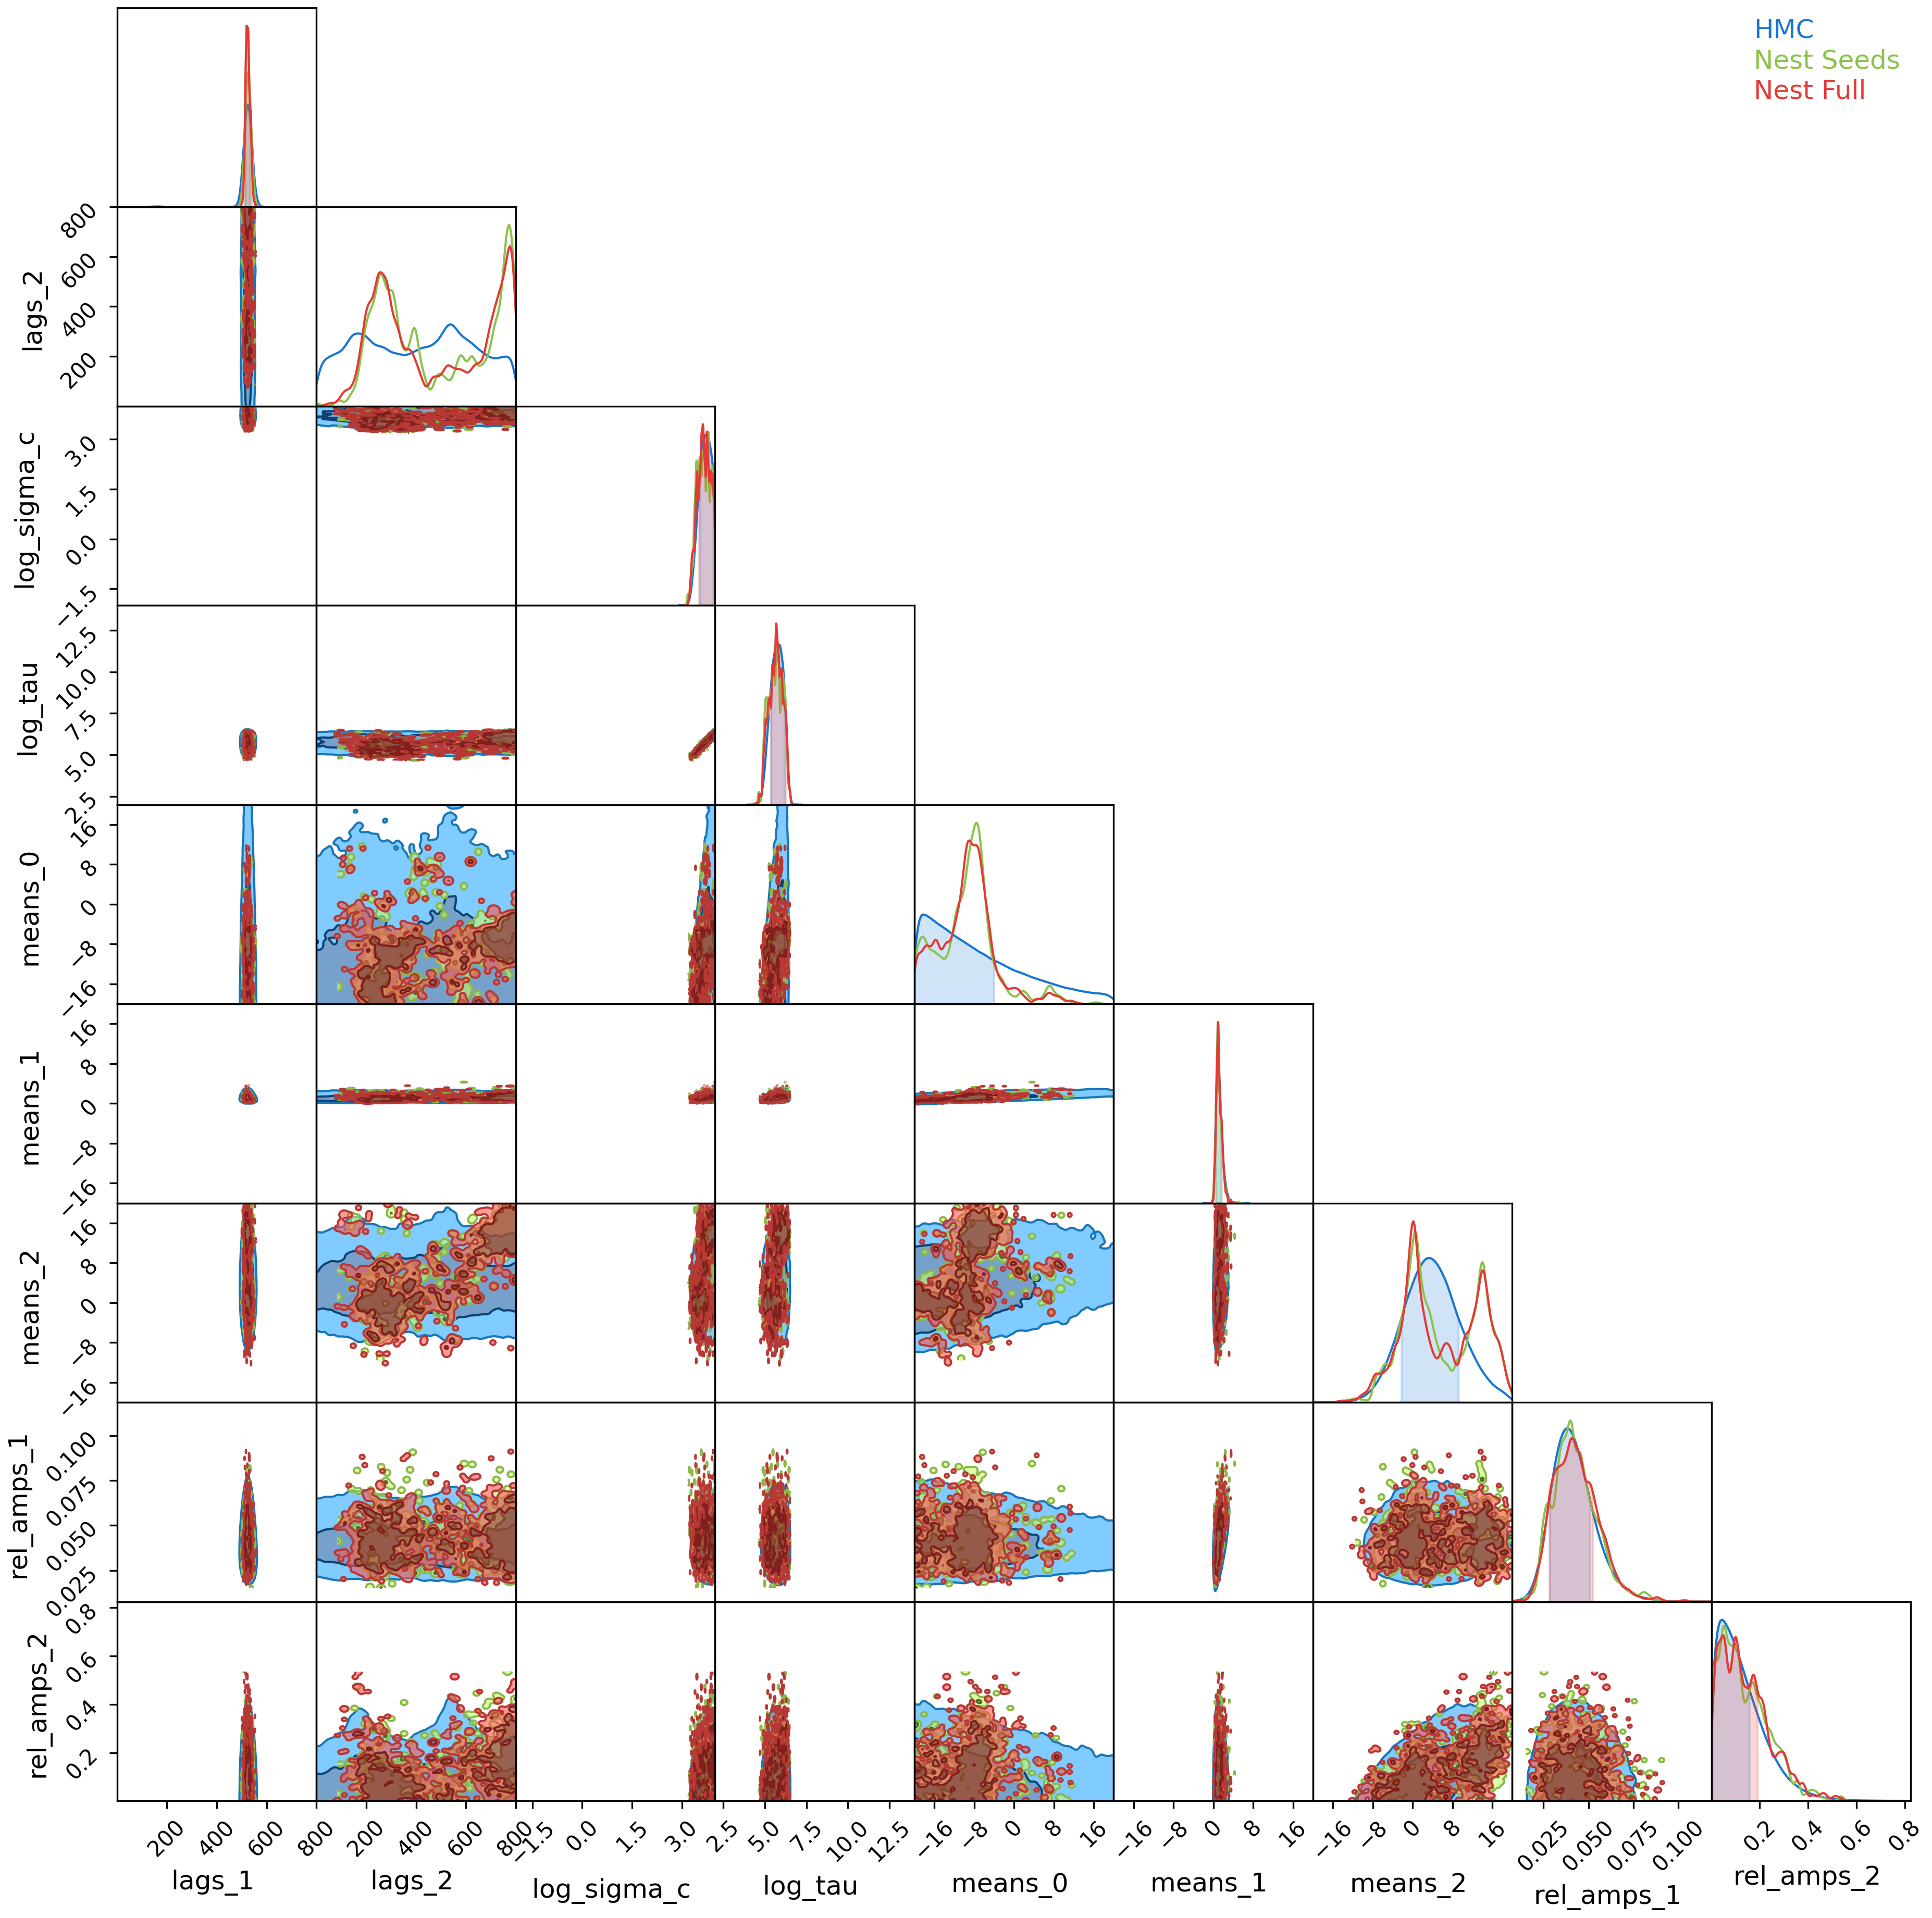 HMC
Nest Seeds
Nest Full
800
600
400
200
lags_2
3.0
1.5
0.0
−1.5
log_sigma_c
12.5
10.0
7.5
5.0
2.5
log_tau
16
8
0
−8
−16
means_0
16
8
0
−8
−16
means_1
16
8
0
−8
−16
means_2
0.100
0.075
0.050
0.025
rel_amps_1
0.8
0.6
0.4
0.2
rel_amps_2
200 400 600 800 200 400 600 800 −1.5 0.0 1.5 3.0 2.5 5.0 7.5 10.0 12.5 −16 −8 0 8 16 −16 −8 0 8 16 −16 −8 0 8 16 0.025 0.050 0.075 0.100 0.2 0.4 0.6 0.8
lags_1 lags_2 log_sigma_c log_tau means_0 means_1 means_2 rel_amps_1 rel_amps_2